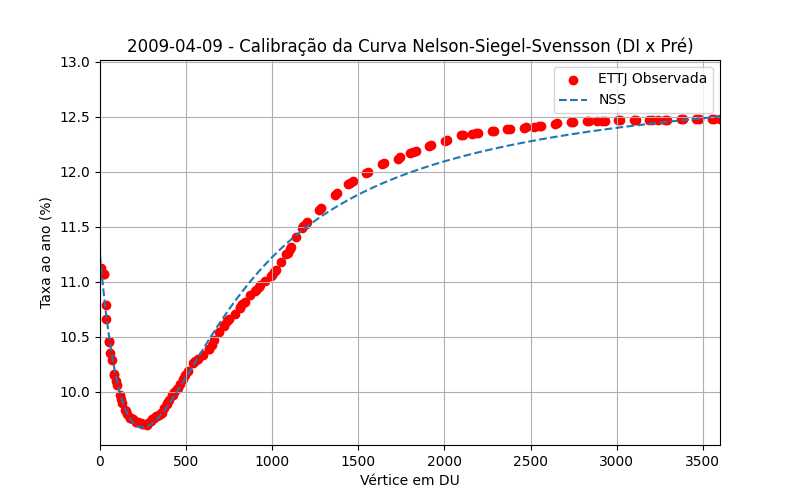 2009-04-09 - Calibração da Curva Nelson-Siegel-Svensson (DI x Pré)
ETTJ Observada
NSS
Taxa ao ano (%)
13.0
12.5
12.0
11.5
11.0
10.5
10.0
0 500 1000 1500 2000 2500 3000 3500
Vértice em DU